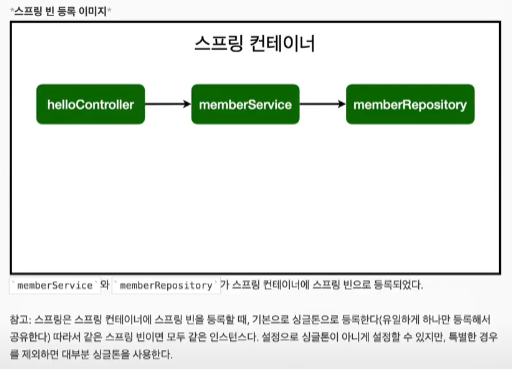 *스프링 빈 등록 이미지*
스프링 컨테이너
helloController memberService memberRepository
`memberService`와 `memberRepository`가 스프링 컨테이너에 스프링 빈으로 등록되었다.
참고: 스프링은 스프링 컨테이너에 스프링 빈을 등록할 때, 기본으로 싱글톤으로 등록한다(유일하게 하나만 등록해서
공유한다) 따라서 같은 스프링 빈이면 모두 같은 인스턴스다. 설정으로 싱글톤이 아니게 설정할 수 있지만, 특별한 경우
를 제외하면 대부분 싱글톤을 사용한다.